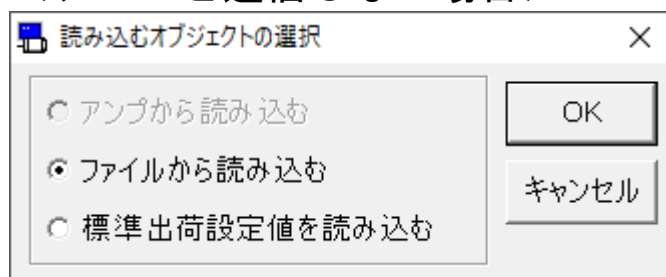 読み込むオブジェクトの選択
アンプから読み込む
OK
ファイルから読み込む
キャンセル
標準出荷設定値を読み込む